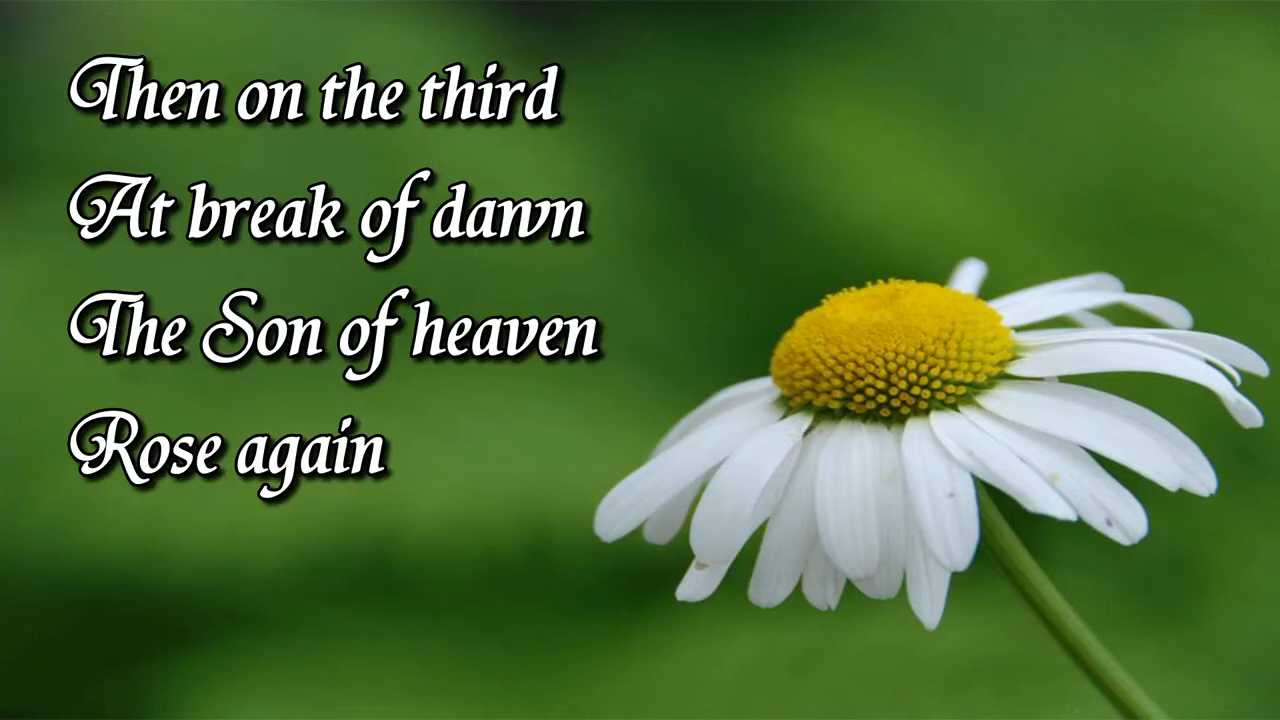 Then on the third
At break of dawn
The Son of heaven
Rose again